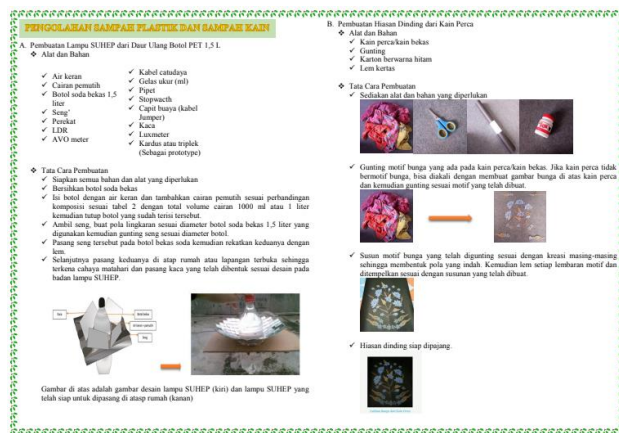 PENGOLAHAN SAMPAH PLASTIK DAN SAMPAH KAIN
A. Pembuatan Lampu SUHEP dari Daur Ulang Botol PET 1,5 L
❖ Alat dan Bahan
✓ Air keran
✓ Cairan pemutih
✓ Botol soda bekas 1,5
liter
✓ Seng`
✓ Perekat
✓ LDR
✓ AVO meter
✓ Kabel catudaya
✓ Gelas ukur (ml)
✓ Pipet
✓ Stopwacth
✓ Capit buaya (kabel
Jumper)
✓ Kaca
✓ Luxmeter
✓ Kardus atau triplek
(Sebagai prototype)
❖ Tata Cara Pembuatan
✓ Siapkan semua bahan dan alat yang diperlukan
✓ Bersihkan botol soda bekas
✓ Isi botol dengan air keran dan tambahkan cairan pemutih sesuai perbandingan
komposisi sesuai tabel 2 dengan total volume cairan 1000 ml atau 1 liter
kemudian tutup botol yang sudah terisi tersebut.
✓ Ambil seng, buat pola lingkaran sesuai diameter botol soda bekas 1,5 liter yang
digunakan kemudian gunting seng sesuai diameter botol.
✓ Pasang seng tersebut pada botol bekas soda kemudian rekatkan keduanya dengan
lem.
✓ Selanjutnya pasang keduanya di atap rumah atau lapangan terbuka sehingga
terkena cahaya matahari dan pasang kaca yang telah dibentuk sesuai desain pada
badan lampu SUHEP.
Gambar di atas adalah gambar desain lampu SUHEP (kiri) dan lampu SUHEP yang
telah siap untuk dipasang di atasp rumah (kanan)
B. Pembuatan Hiasan Dinding dari Kain Perca
❖ Alat dan Bahan
✓ Kain perca/kain bekas
✓ Gunting
✓ Karton berwarna hitam
✓ Lem kertas
❖ Tata Cara Pembuatan
✓ Sediakan alat dan bahan yang diperlukan
✓ Gunting motif bunga yang ada pada kain perca/kain bekas. Jika kain perca tidak
bermotif bunga, bisa diakali dengan membuat gambar bunga di atas kain perca
dan kemudian gunting sesuai motif yang telah dibuat.
✓ Susun motif bunga yang telah digunting sesuai dengan kreasi masing-masing
sehingga membentuk pola yang indah. Kemudian lem setiap lembaran motif dan
ditempelkan sesuai dengan susunan yang telah dibuat.
✓ Hiasan dinding siap dipajang.